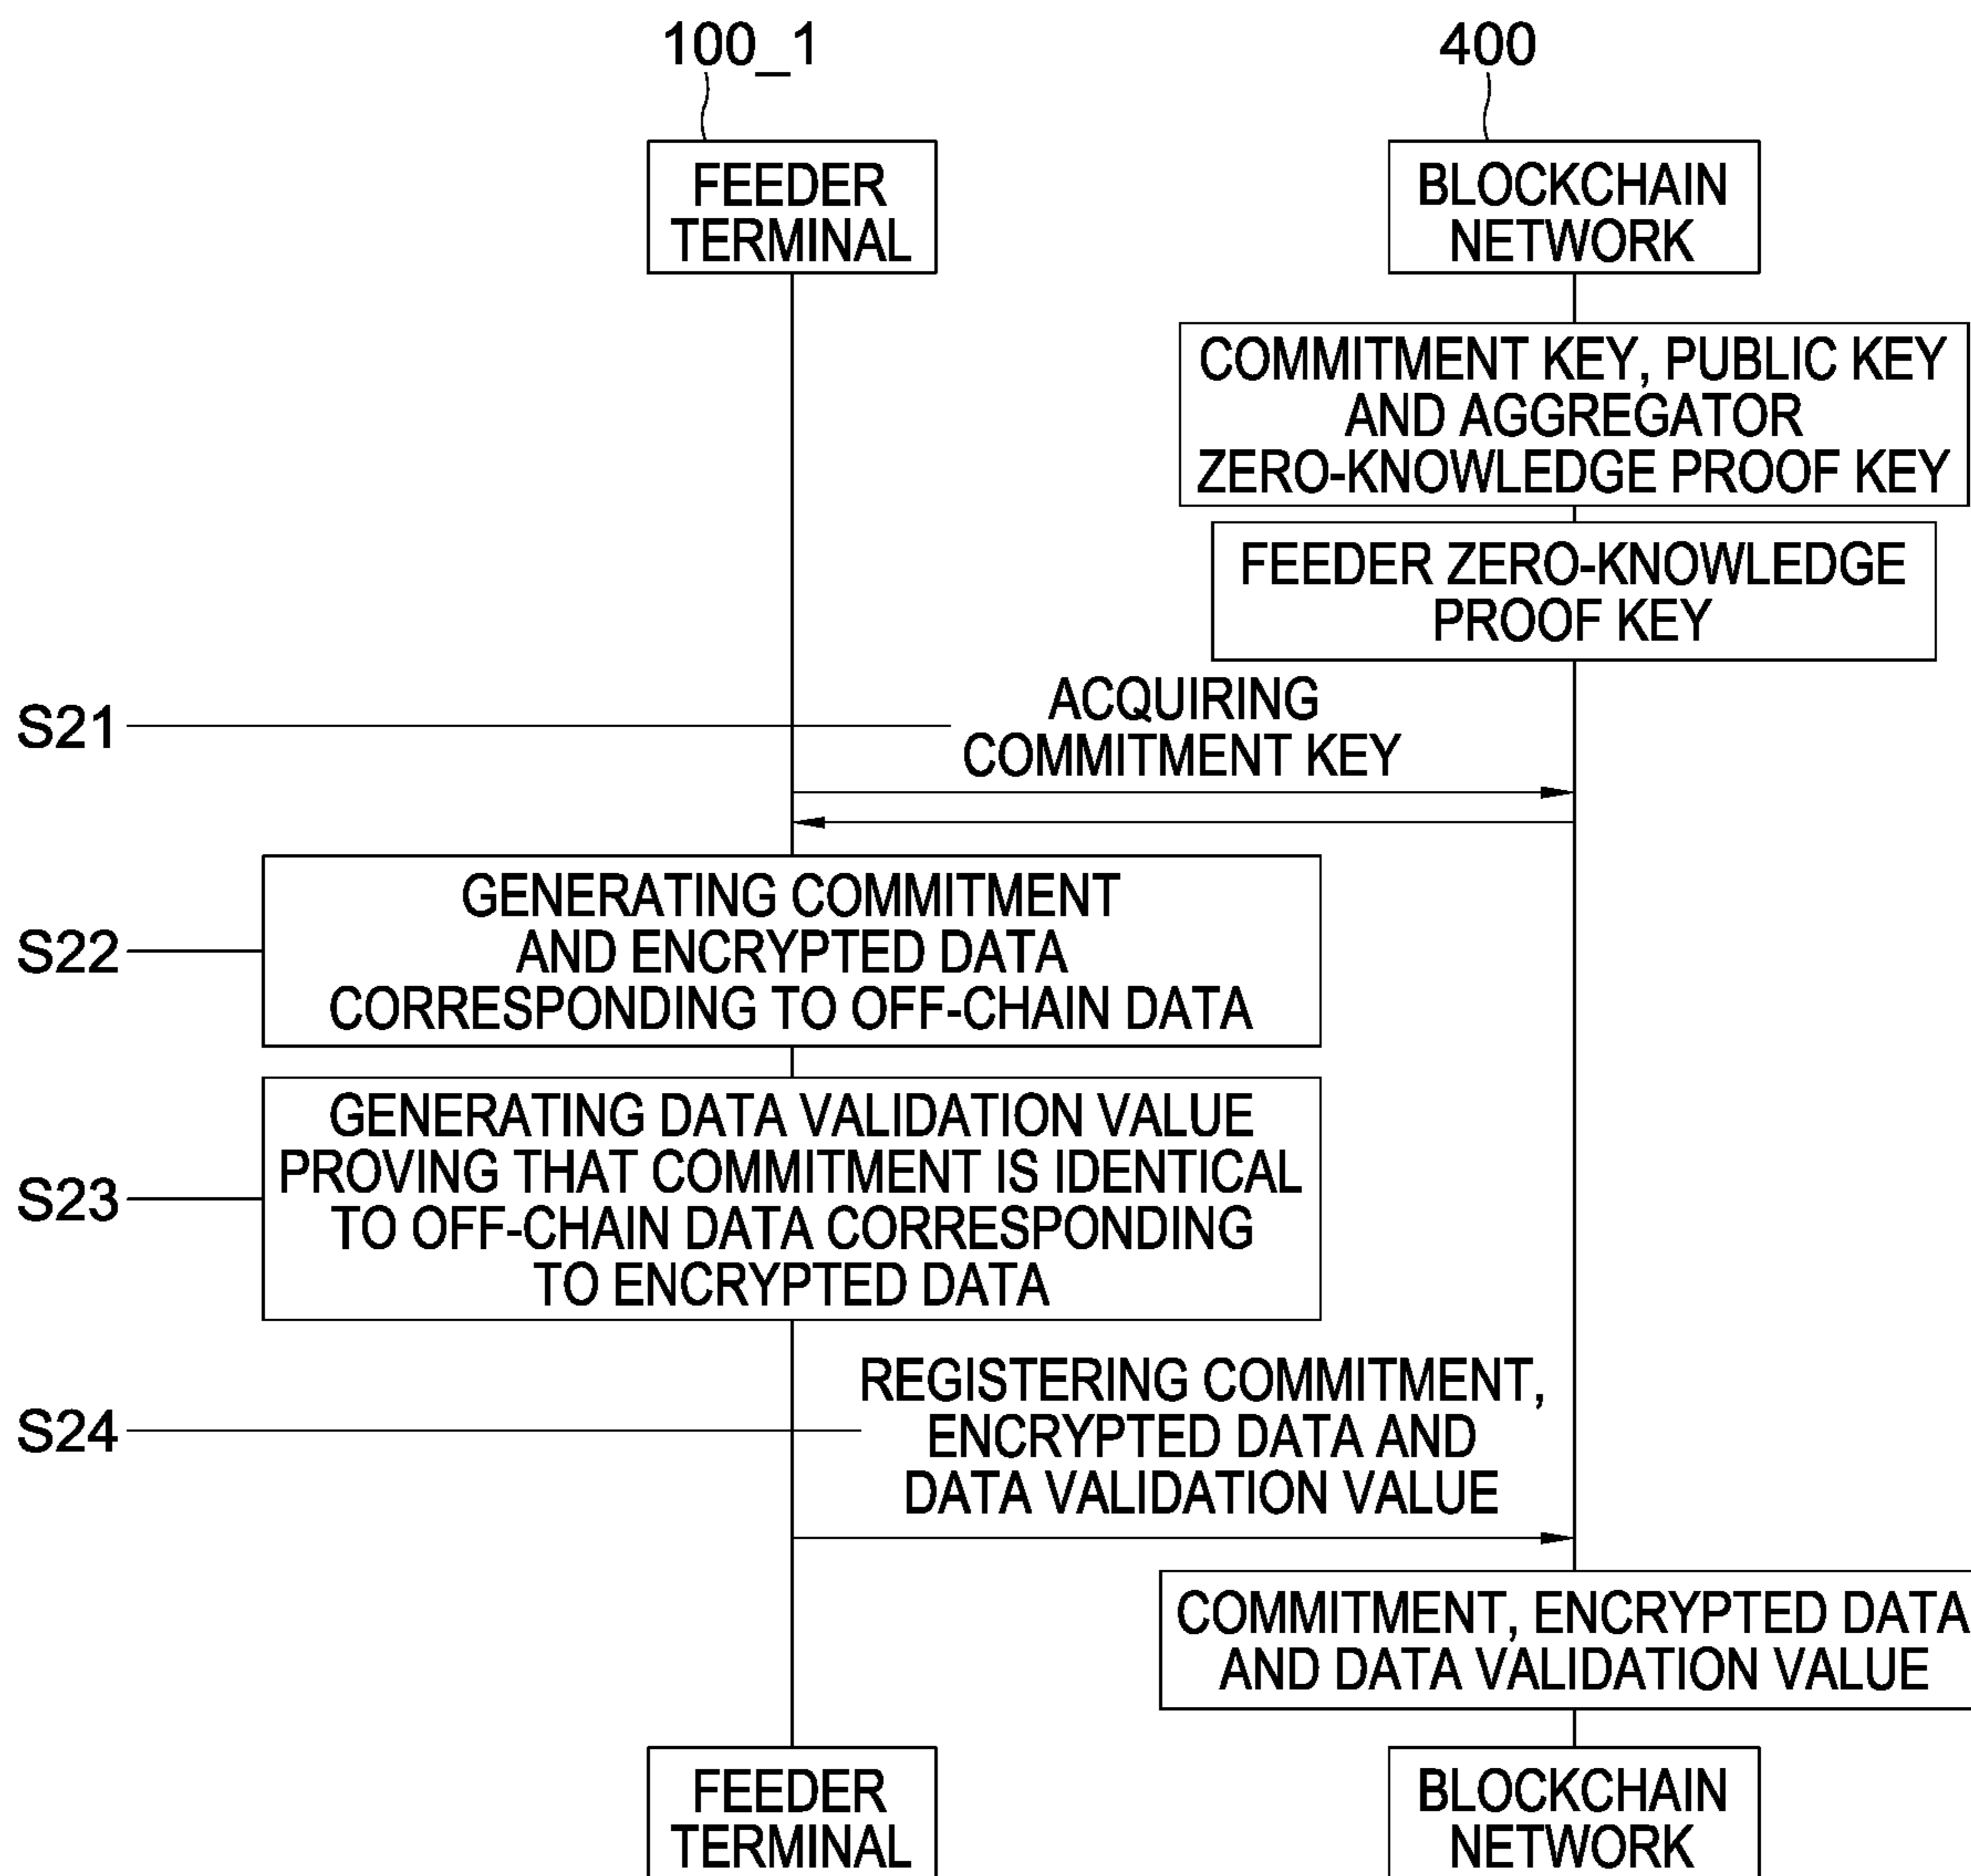 100_1
400
FEEDER
TERMINAL
BLOCKCHAIN
NETWORK
COMMITMENT KEY, PUBLIC KEY
AND AGGREGATOR
ZERO-KNOWLEDGE PROOF KEY
FEEDER ZERO-KNOWLEDGE
PROOF KEY
S21
ACQUIRING
COMMITMENT KEY
S22
GENERATING COMMITMENT
AND ENCRYPTED DATA
CORRESPONDING TO OFF-CHAIN DATA
S23
GENERATING DATA VALIDATION VALUE
PROVING THAT COMMITMENT IS IDENTICAL
TO OFF-CHAIN DATA CORRESPONDING
TO ENCRYPTED DATA
S24
REGISTERING COMMITMENT,
ENCRYPTED DATA AND
DATA VALIDATION VALUE
COMMITMENT, ENCRYPTED DATA
AND DATA VALIDATION VALUE
FEEDER
TERMINAL
BLOCKCHAIN
NETWORK